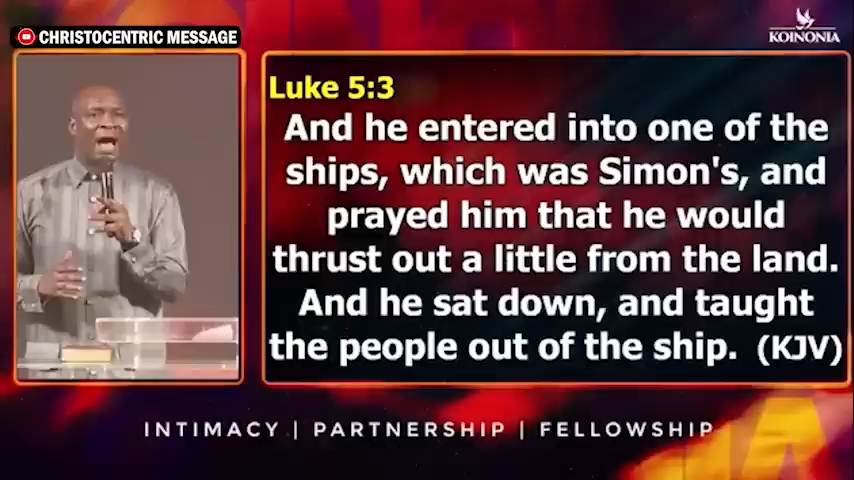 CHRISTOCENTRIC MESSAGE
KOINONIA
Luke 5:3
And he entered into one of the
ships, which was Simon's, and
prayed him that he would
thrust out a little from the land.
And he sat down, and taught
the people out of the ship. (KJV)
INTIMACY | PARTNERSHIP | FELLOWSHIP